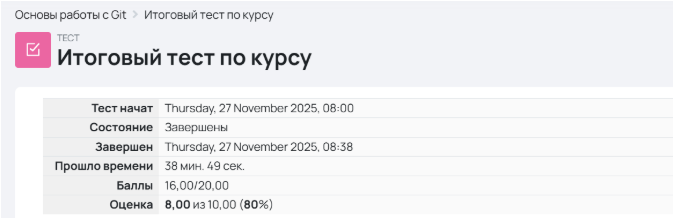 Основы работы с Git > Итоговый тест по курсу
ТЕСТ
Итоговый тест по курсу
Тест начат Thursday, 27 November 2025, 08:00
Состояние Завершены
Завершен Thursday, 27 November 2025, 08:38
Прошло времени 38 мин. 49 сек.
Баллы 16,00/20,00
Оценка 8,00 из 10,00 (80%)